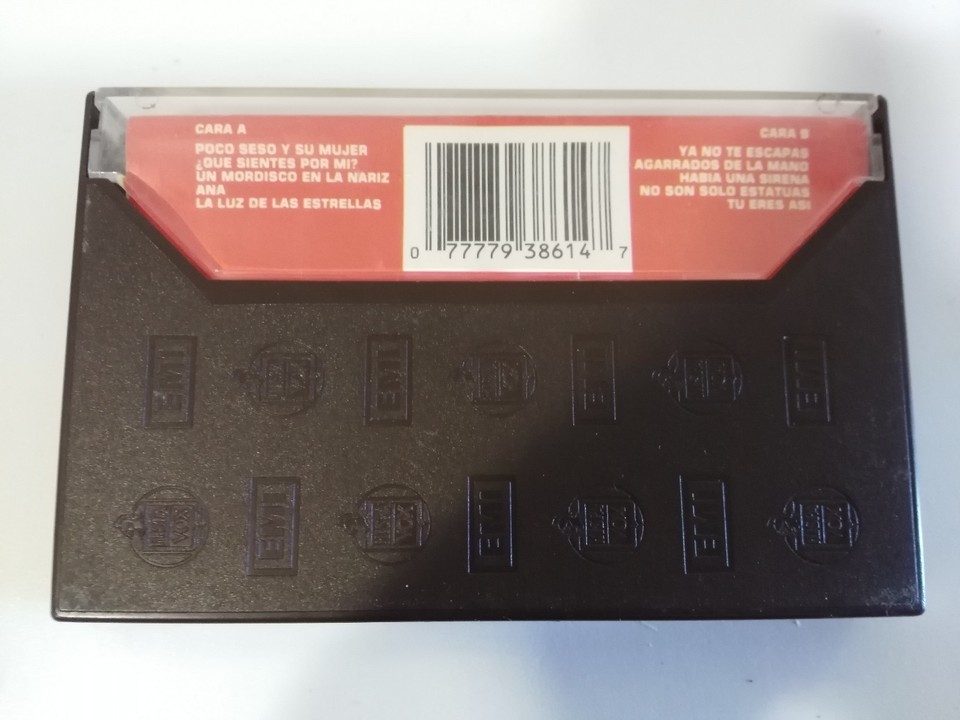 CARA A
POCO SESO Y SU MUJER
¿QUE SIENTES POR MI?
UN MORDISCO EN LA NARIZ
ANA
LA LUZ DE LAS ESTRELLAS
0 77779 38614 7
CARA B
YA NO TE ESCAPAS
AGARRADOS DE LA MANO
HABIA UNA SIRENA
NO SON SOLO ESTATUAS
TU ERES ASI
EMI
EMI
EMI
EMI
EMI
EMI
EMI